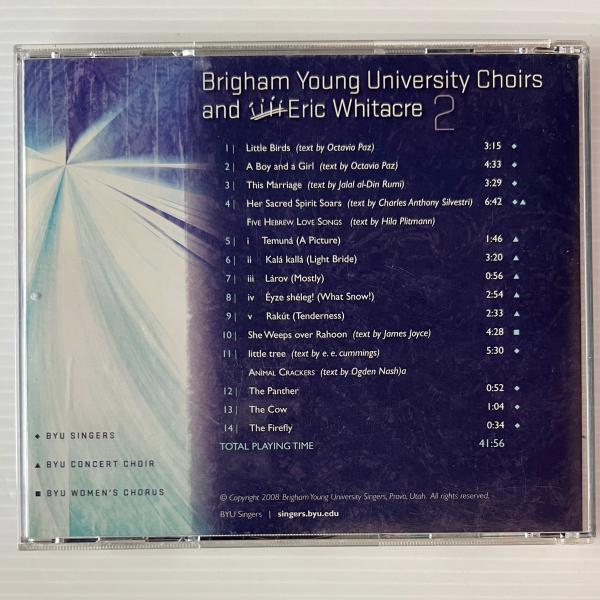 Brigham Young University Choirs
and Eric Whitacre 2
1 | Little Birds (text by Octavio Paz) 3:15 ◆
2 | A Boy and a Girl (text by Octavio Paz) 4:33 ◆
3 | This Marriage (text by Jalal al-Din Rumi) 3:29 ◆
4 | Her Sacred Spirit Soars (text by Charles Anthony Silvestri) 6:42 ◆▲
FIVE HEBREW LOVE SONGS (text by Hila Plitmann)
5 | i Temuná (A Picture) 1:46 ▲
6 | ii Kalá kallá (Light Bride) 3:20 ▲
7 | iii Lárov (Mostly) 0:56 ▲
8 | iv Éyze shéleg! (What Snow!) 2:54 ▲
9 | v Rakút (Tenderness) 2:33 ▲
10 | She Weeps over Rahoon (text by James Joyce) 4:28 ■
11 | little tree (text by e. e. cummings) 5:30 ◆
ANIMAL CRACKERS (text by Ogden Nash)a
12 | The Panther 0:52 ◆
13 | The Cow 1:04 ◆
14 | The Firefly 0:34 ◆
TOTAL PLAYING TIME 41:56
◆ BYU SINGERS
▲ BYU CONCERT CHOIR
■ BYU WOMEN'S CHORUS
© Copyright 2008 Brigham Young University Singers, Provo, Utah. All rights reserved.
BYU Singers | singers.byu.edu